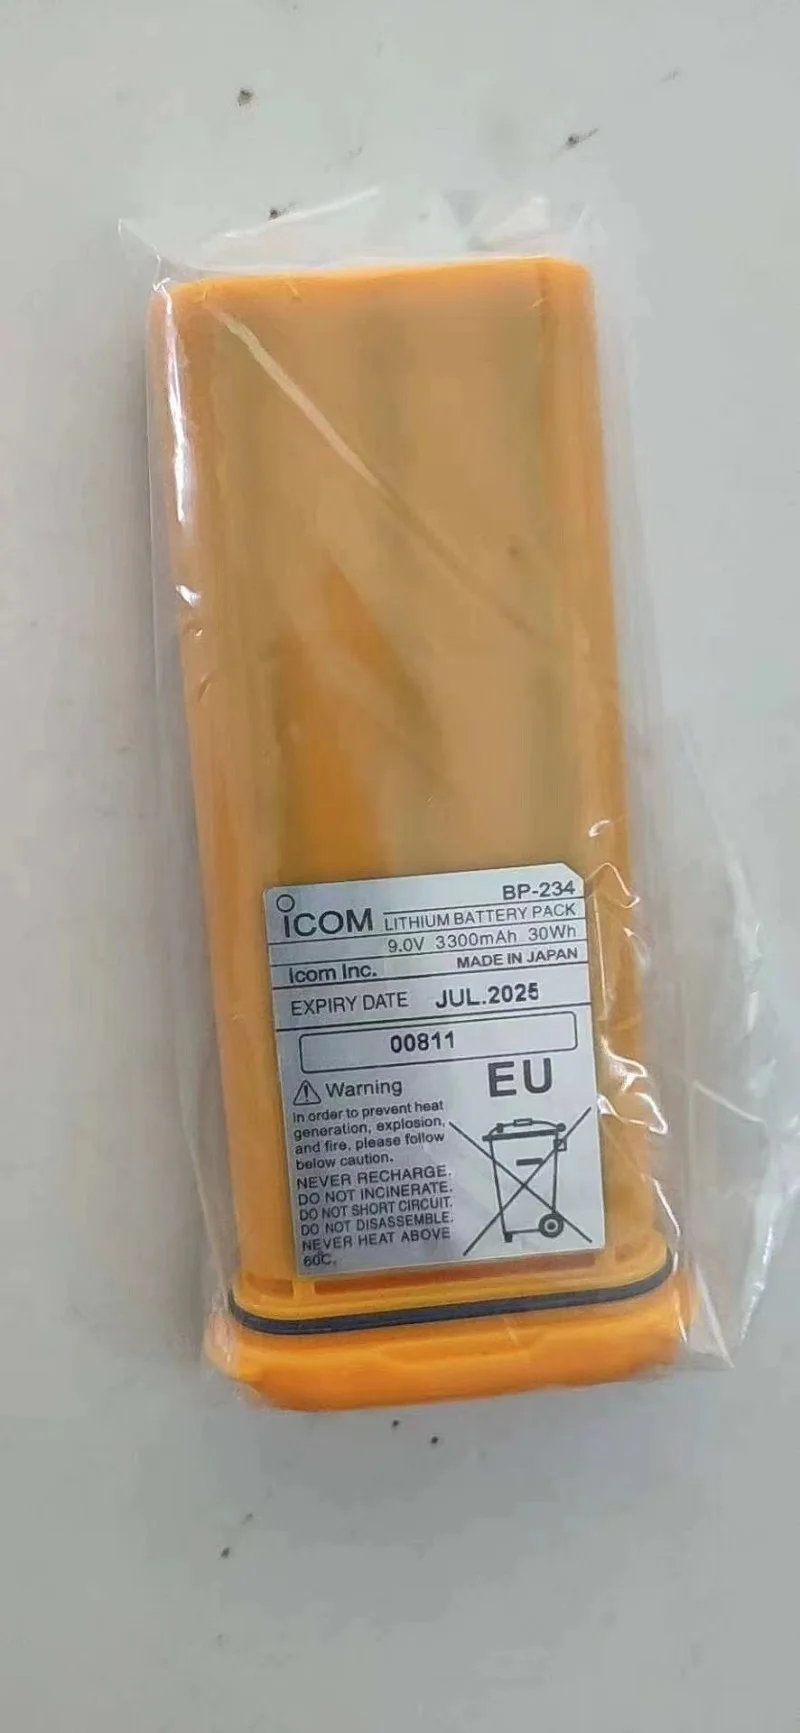 BP-234
ICOM LITHIUM BATTERY PACK
9.0V 3300mAh 30Wh
Icom Inc. MADE IN JAPAN
EXPIRY DATE JUL.2025
00811
Warning EU
In order to prevent heat
generation, explosion,
and fire, please follow
below caution.
NEVER RECHARGE.
DO NOT INCINERATE.
DO NOT SHORT CIRCUIT.
DO NOT DISASSEMBLE.
NEVER HEAT ABOVE
60C.